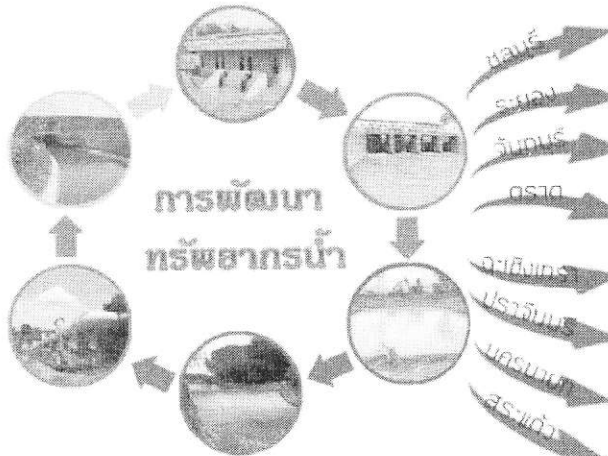 การพัฒนา
ทรัพยากรน้ำ
ชลบุรี
ระยอง
จันทบุรี
ตราด
ฉะเชิงเทรา
ปราจีนบุรี
นครนายก
สระแก้ว